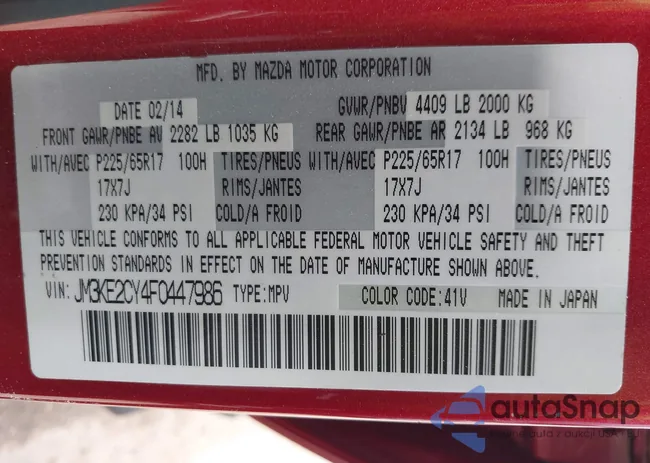 MFD. BY MAZDA MOTOR CORPORATION
DATE 02/14 GVWR/PNBV 4409 LB 2000 KG
FRONT GAWR/PNBE AV 2282 LB 1035 KG REAR GAWR/PNBE AR 2134 LB 968 KG
WITH/AVEC P225/65R17 100H TIRES/PNEUS WITH/AVEC P225/65R17 100H TIRES/PNEUS
17X7J RIMS/JANTES 17X7J RIMS/JANTES
230 KPA/34 PSI COLD/A FROID 230 KPA/34 PSI COLD/A FROID
THIS VEHICLE CONFORMS TO ALL APPLICABLE FEDERAL MOTOR VEHICLE SAFETY AND THEFT
PREVENTION STANDARDS IN EFFECT ON THE DATE OF MANUFACTURE SHOWN ABOVE.
VIN: JM3KE2CY4F0447986 TYPE:MPV COLOR CODE:41V MADE IN JAPAN
autaSnap
auta z aukcji USA